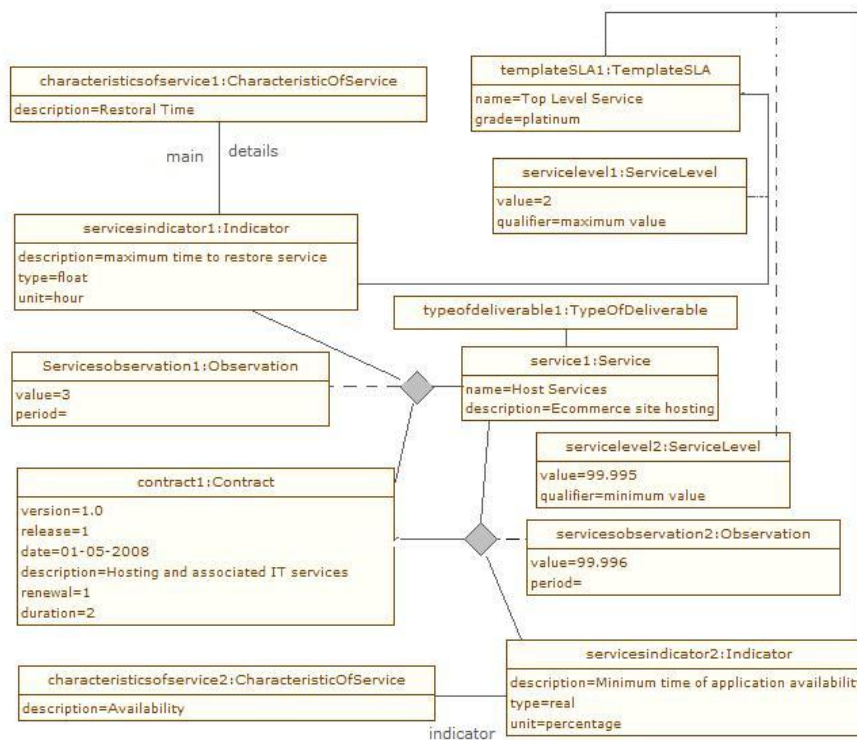 characteristicsofservice1:CharacteristicOfService
description=Restoral Time
templateSLA1:TemplateSLA
name=Top Level Service
grade=platinum
main
details
servicelevel1:ServiceLevel
value=2
qualifier=maximum value
servicesindicator1:Indicator
description=maximum time to restore service
type=float
unit=hour
typeofdeliverable1:TypeOfDeliverable
service1:Service
name=Host Services
description=Ecommerce site hosting
Servicesobservation1:Observation
value=3
period=
servicelevel2:ServiceLevel
value=99.995
qualifier=minimum value
contract1:Contract
version=1.0
release=1
date=01-05-2008
description=Hosting and associated IT services
renewal=1
duration=2
servicesobservation2:Observation
value=99.996
period=
servicesindicator2:Indicator
description=Minimum time of application availability
type=real
unit=percentage
characteristicsofservice2:CharacteristicOfService
description=Availability
indicator